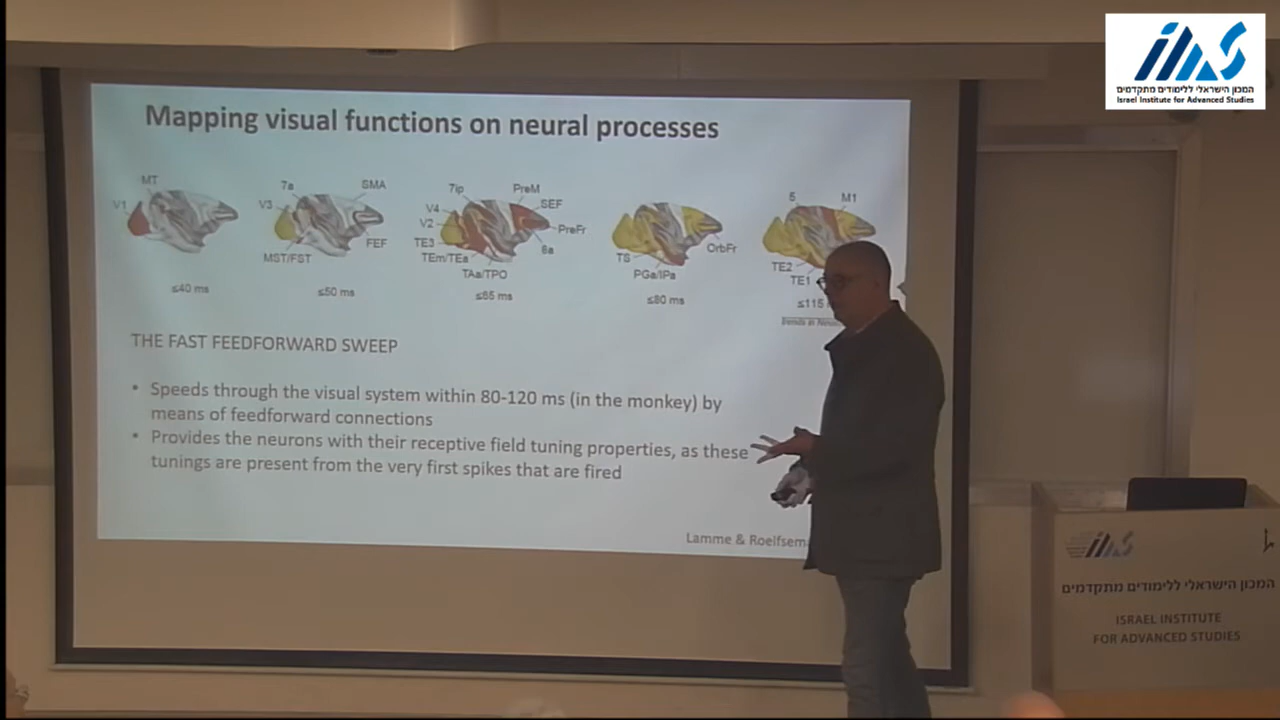 המכון הישראלי ללימודים מתקדמים
Israel Institute for Advanced Studies
Mapping visual functions on neural processes
MT
V1
≤40 ms
7a
SMA
V3
FEF
MST/FST
≤50 ms
7ip
PreM
V4
SEF
V2
PreFr
TE3
8a
TEm/TEa
TAa/TPO
≤65 ms
TS
OrbFr
PGa/IPa
≤80 ms
5
M1
TE2
TE1
≤115
Trends in
THE FAST FEEDFORWARD SWEEP
• Speeds through the visual system within 80-120 ms (in the monkey) by
means of feedforward connections
• Provides the neurons with their receptive field tuning properties, as these
tunings are present from the very first spikes that are fired
Lamme & Roelfsem
המכון הישראלי ללימודים מתקדמים
ISRAEL INSTITUTE
FOR ADVANCED STUDIES